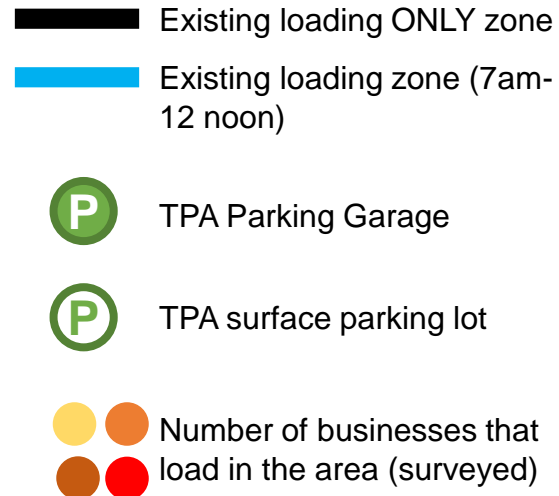 Existing loading ONLY zone
Existing loading zone (7am-
12 noon)
P
TPA Parking Garage
P
TPA surface parking lot
Number of businesses that
load in the area (surveyed)